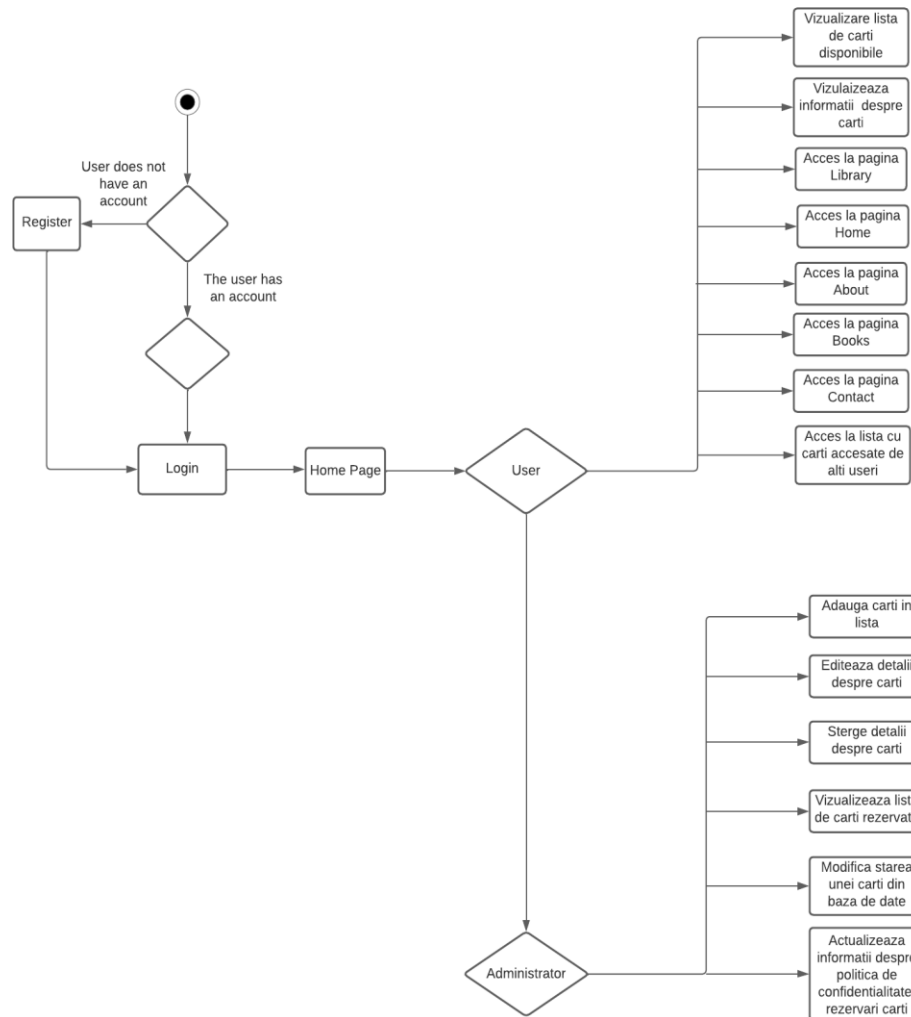 Vizualizare lista
de carti
disponibile
Vizulaizeaza
informatii despre
carti
User does not
have an
account
Acces la pagina
Library
Register
Acces la pagina
Home
The user has
an account
Acces la pagina
About
Acces la pagina
Books
Acces la pagina
Contact
Acces la lista cu
carti accesate de
alti useri
Login
Home Page
User
Adauga carti in
lista
Editeaza detalii
despre carti
Sterge detalii
despre carti
Vizualizeaza list
de carti rezervat
Modifica starea
unei carti din
baza de date
Administrator
Actualizeaza
informatii despre
politica de
confidentialitate
rezervari carti